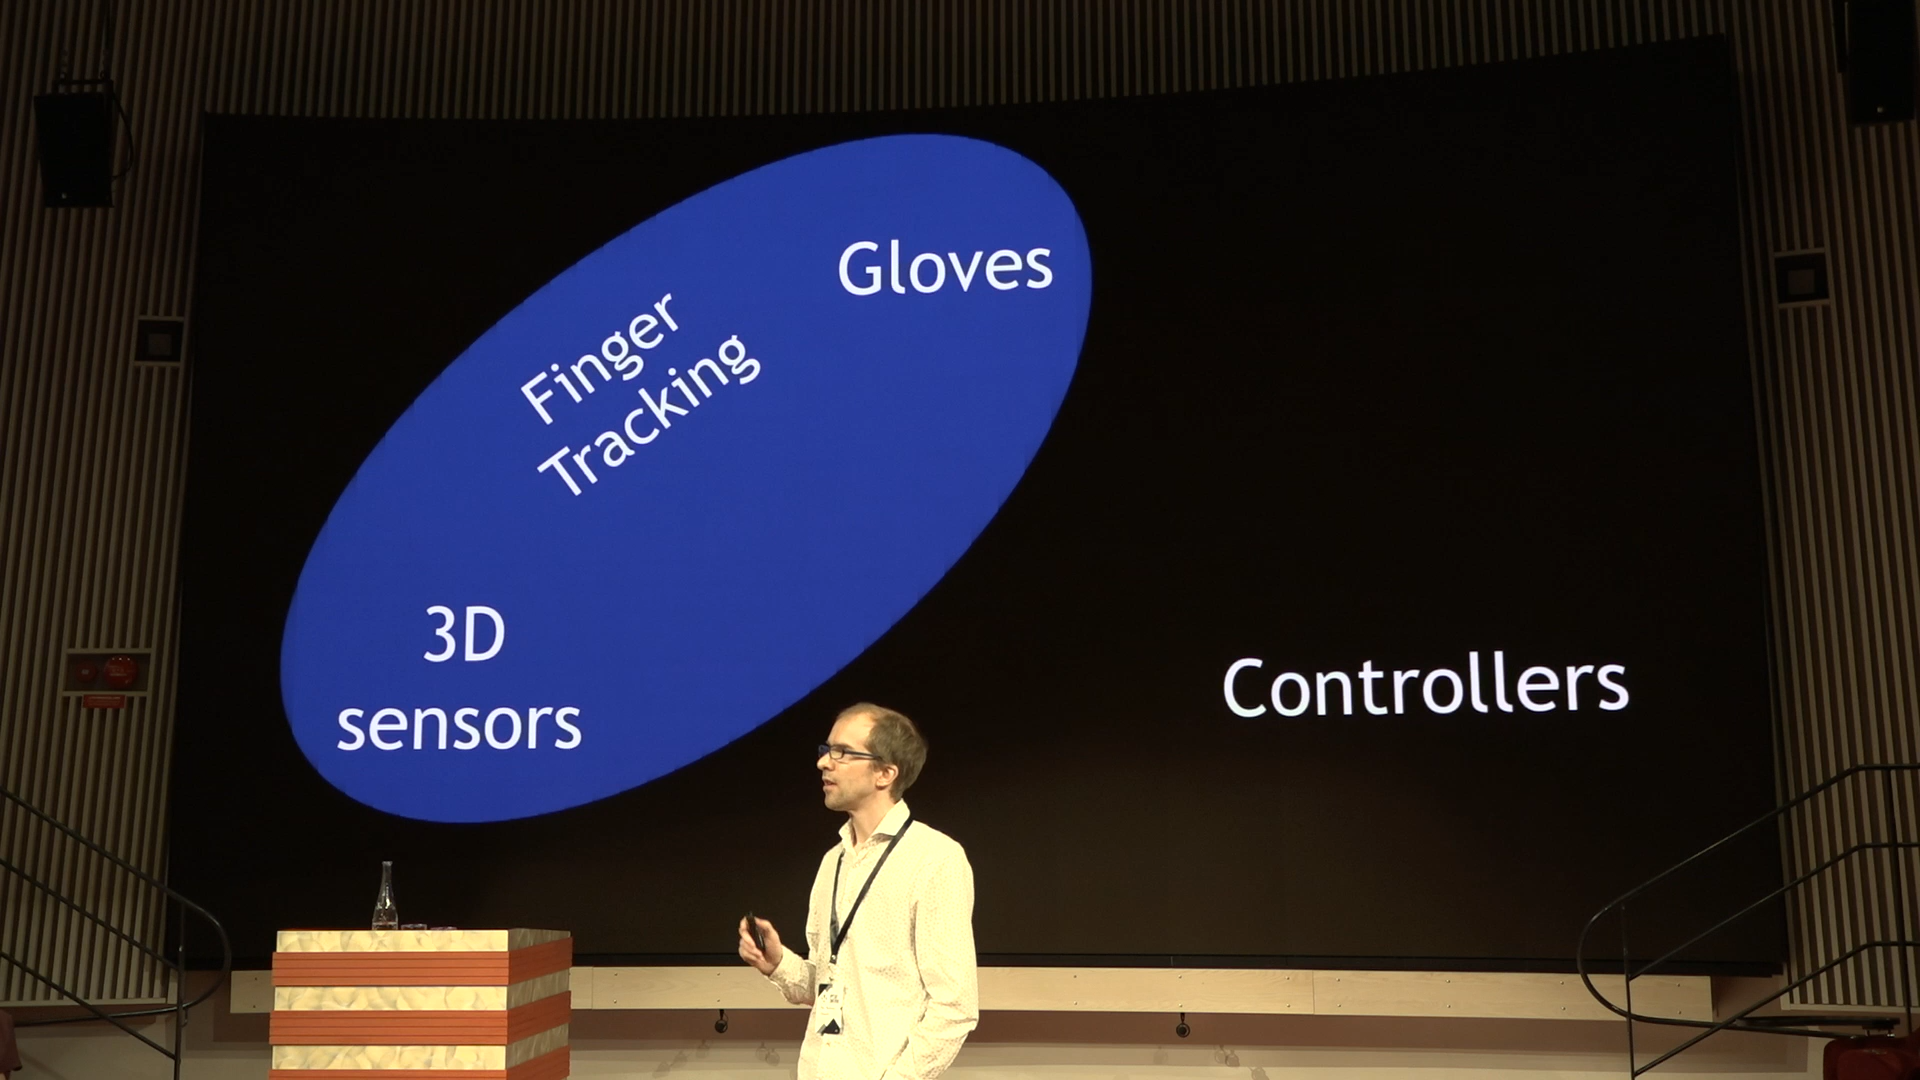 Gloves
Finger
Tracking
3D
sensors
Controllers